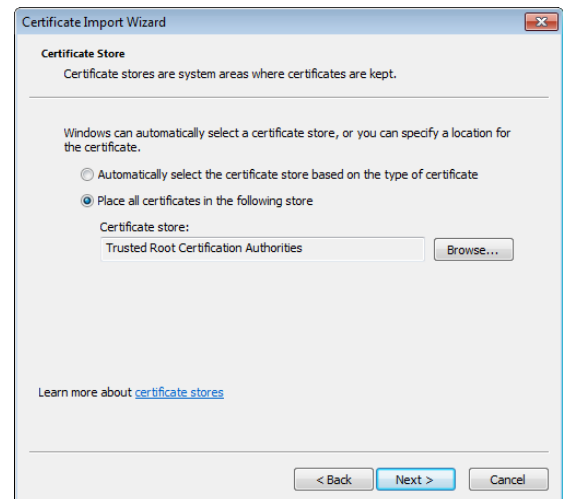 Certificate Import Wizard
Certificate Store
Certificate stores are system areas where certificates are kept.
Windows can automatically select a certificate store, or you can specify a location for
the certificate.
Automatically select the certificate store based on the type of certificate
Place all certificates in the following store
Certificate store:
Trusted Root Certification Authorities
Browse...
Learn more about certificate stores
< Back
Next >
Cancel